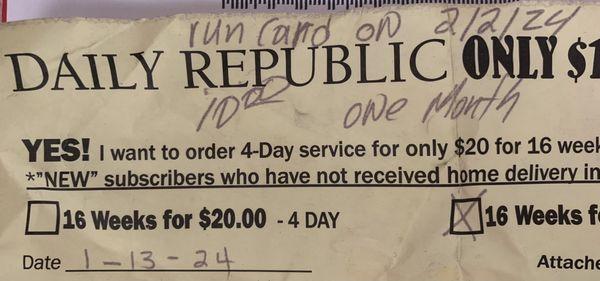 run Card on 2/2/24
DAILY REPUBLIC ONLY $1
10⁰⁰ one Month
YES! I want to order 4-Day service for only $20 for 16 week
*"NEW" subscribers who have not received home delivery in
16 Weeks for $20.00 - 4 DAY 16 Weeks f
Date 1-13-24 Attache